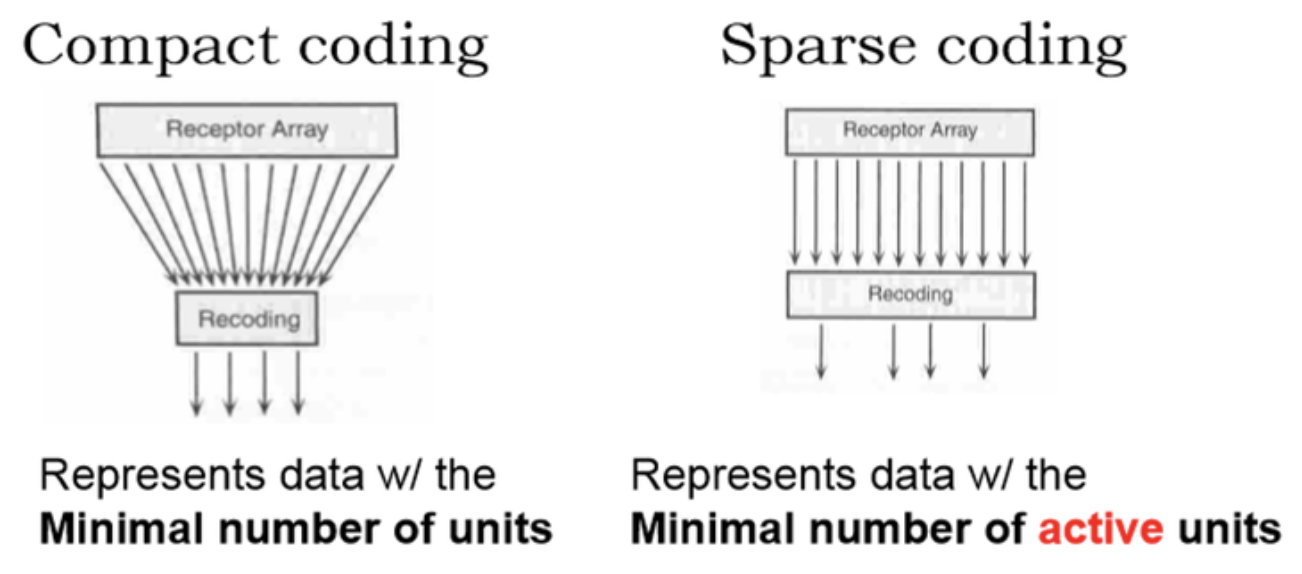 Compact coding
Receptor Array
Recoding
Represents data w/ the
Minimal number of units
Sparse coding
Receptor Array
Recoding
Represents data w/ the
Minimal number of active units